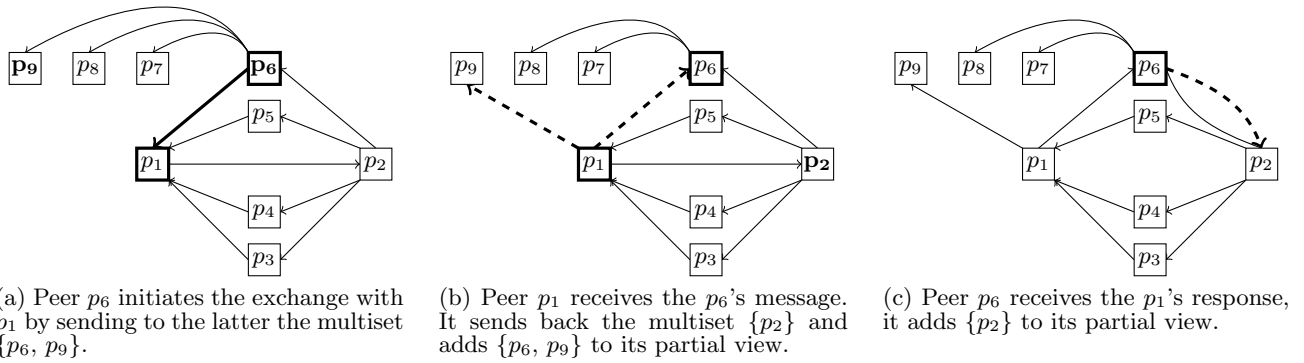 p9 p8 p7 p6
p5
p1 p2
p4
p3
(a) Peer p6 initiates the exchange with
p1 by sending to the latter the multiset
{p6, p9}.
p9 p8 p7 p6
p5
p1 p2
p4
p3
(b) Peer p1 receives the p6's message.
It sends back the multiset {p2} and
adds {p6, p9} to its partial view.
p9 p8 p7 p6
p5
p1 p2
p4
p3
(c) Peer p6 receives the p1's response,
it adds {p2} to its partial view.